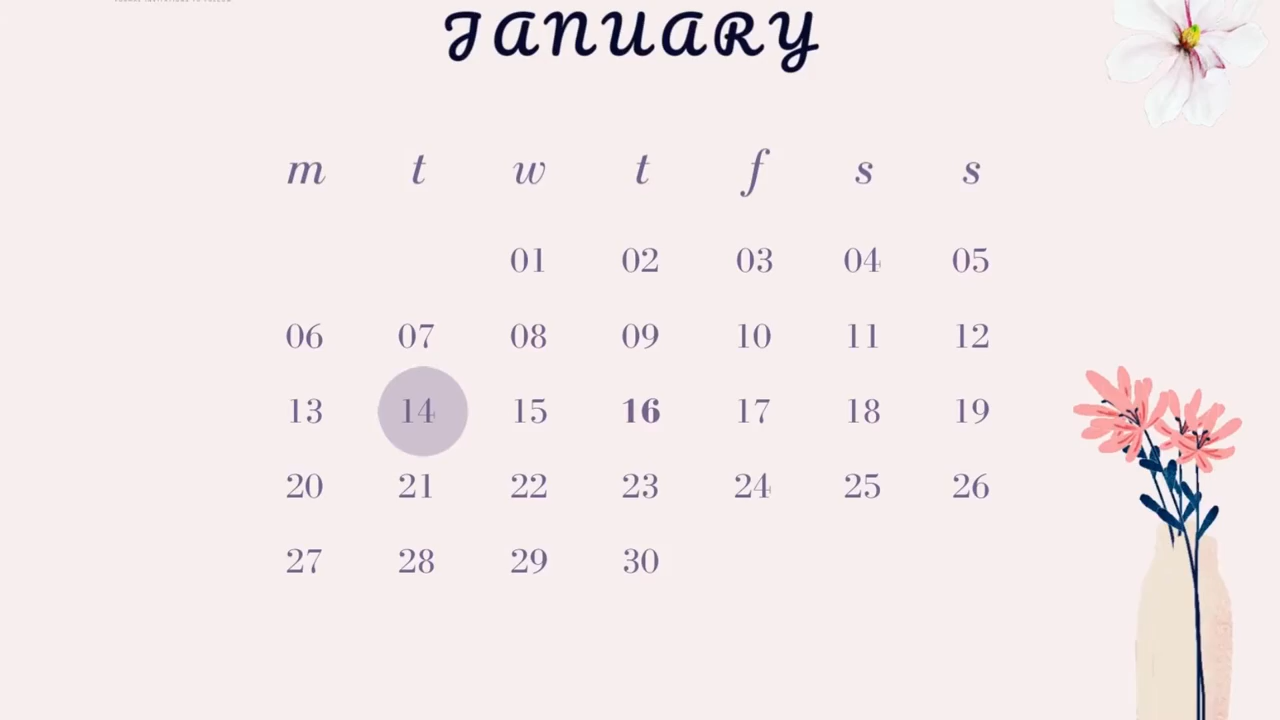 JANUARY
m t w t f s s
01 02 03 04 05
06 07 08 09 10 11 12
13 14 15 16 17 18 19
20 21 22 23 24 25 26
27 28 29 30